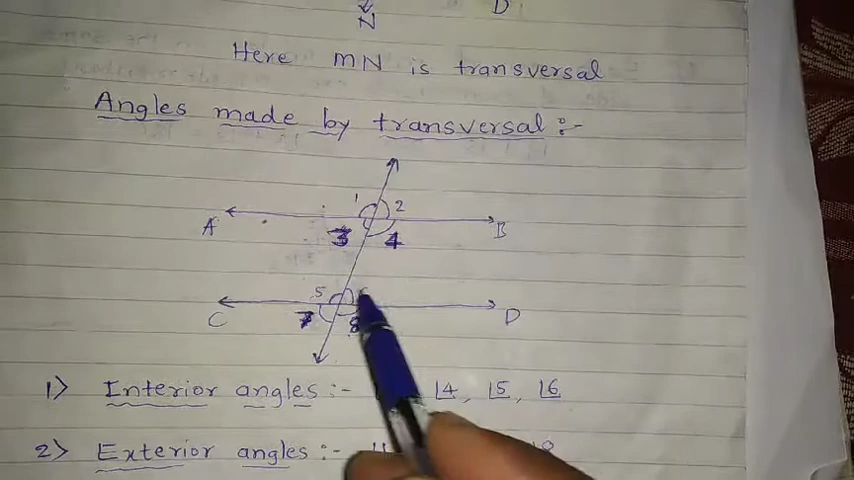 N D
Here MN is transversal
Angles made by transversal :-
1 2
A B
3 4
5
C D
7 8
1> Interior angles :- ∠4, ∠5, ∠6
2> Exterior angles :-